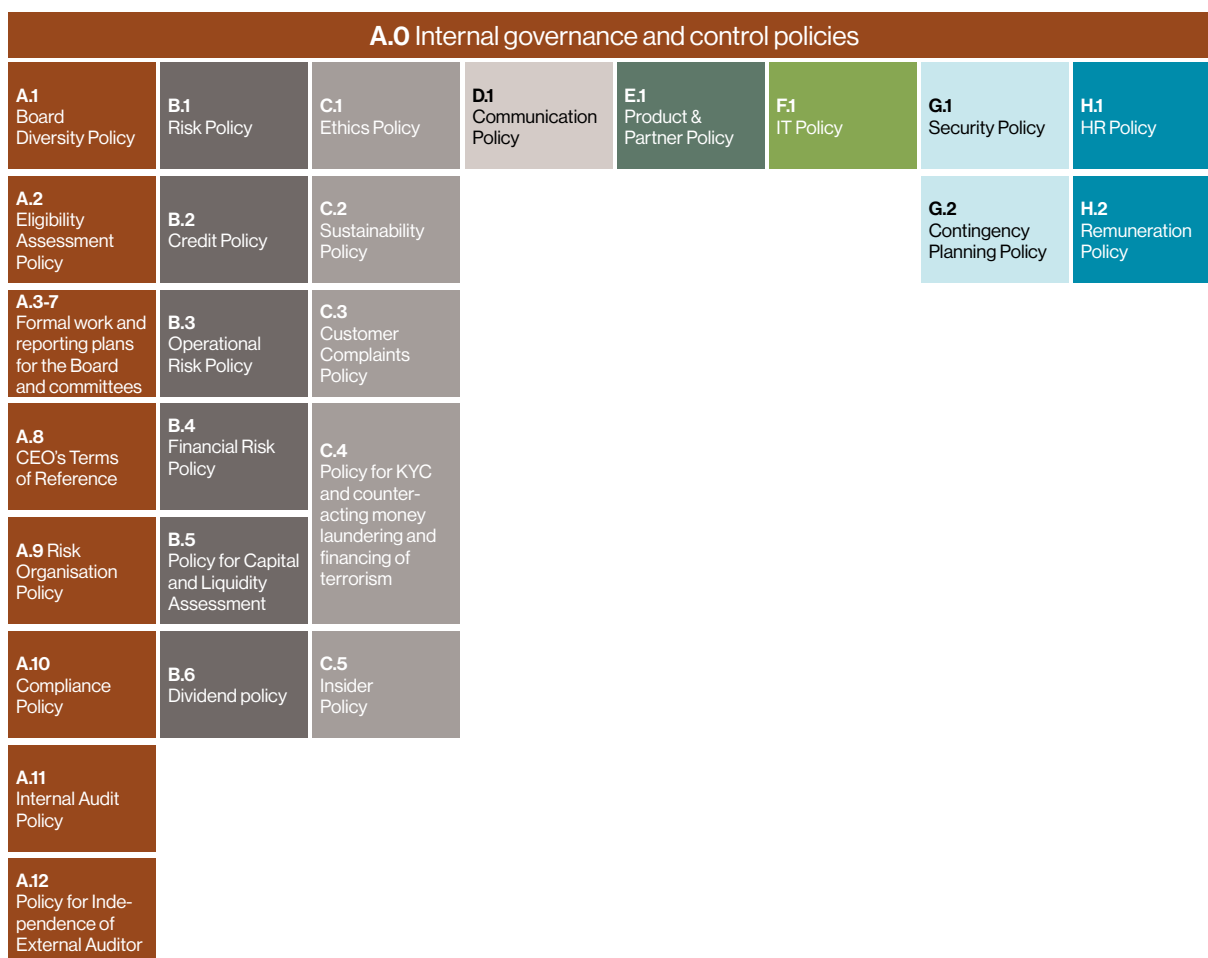 A.0 Internal governance and control policies
A.1
Board
Diversity Policy
B.1
Risk Policy
C.1
Ethics Policy
D.1
Communication
Policy
E.1
Product &
Partner Policy
F.1
IT Policy
G.1
Security Policy
H.1
HR Policy
A.2
Eligibility
Assessment
Policy
B.2
Credit Policy
C.2
Sustainability
Policy
G.2
Contingency
Planning Policy
H.2
Remuneration
Policy
A.3-7
Formal work and
reporting plans
for the Board
and committees
B.3
Operational
Risk Policy
C.3
Customer
Complaints
Policy
A.8
CEO's Terms
of Reference
B.4
Financial Risk
Policy
C.4
Policy for KYC
and counter-
acting money
laundering and
financing of
terrorism
A.9 Risk
Organisation
Policy
B.5
Policy for Capital
and Liquidity
Assessment
A.10
Compliance
Policy
B.6
Dividend policy
C.5
Insider
Policy
A.11
Internal Audit
Policy
A.12
Policy for Inde-
pendence of
External Auditor